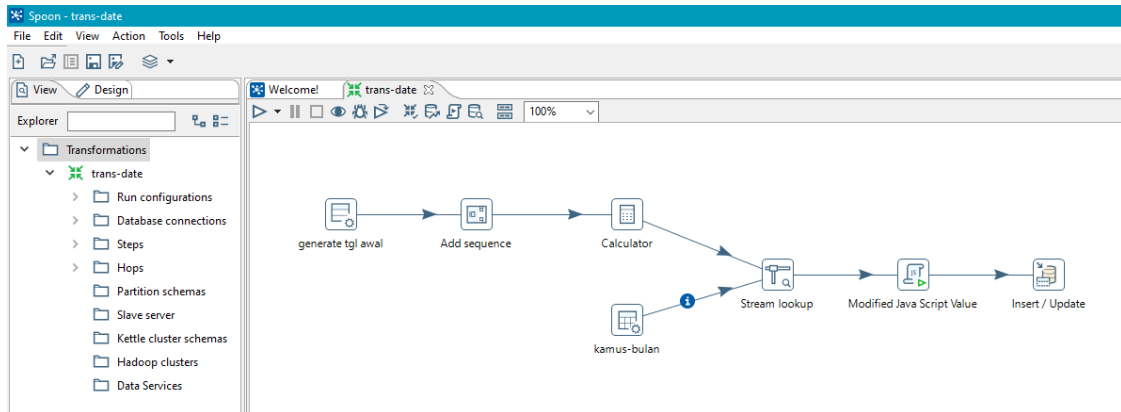 Spoon - trans-date
File Edit View Action Tools Help
View Design
Welcome! trans-date
Explorer
100%
Transformations
trans-date
Run configurations
Database connections
Steps
Hops
Partition schemas
Slave server
Kettle cluster schemas
Hadoop clusters
Data Services
generate tgl awal
Add sequence
Calculator
Stream lookup
Modified Java Script Value
Insert / Update
kamus-bulan